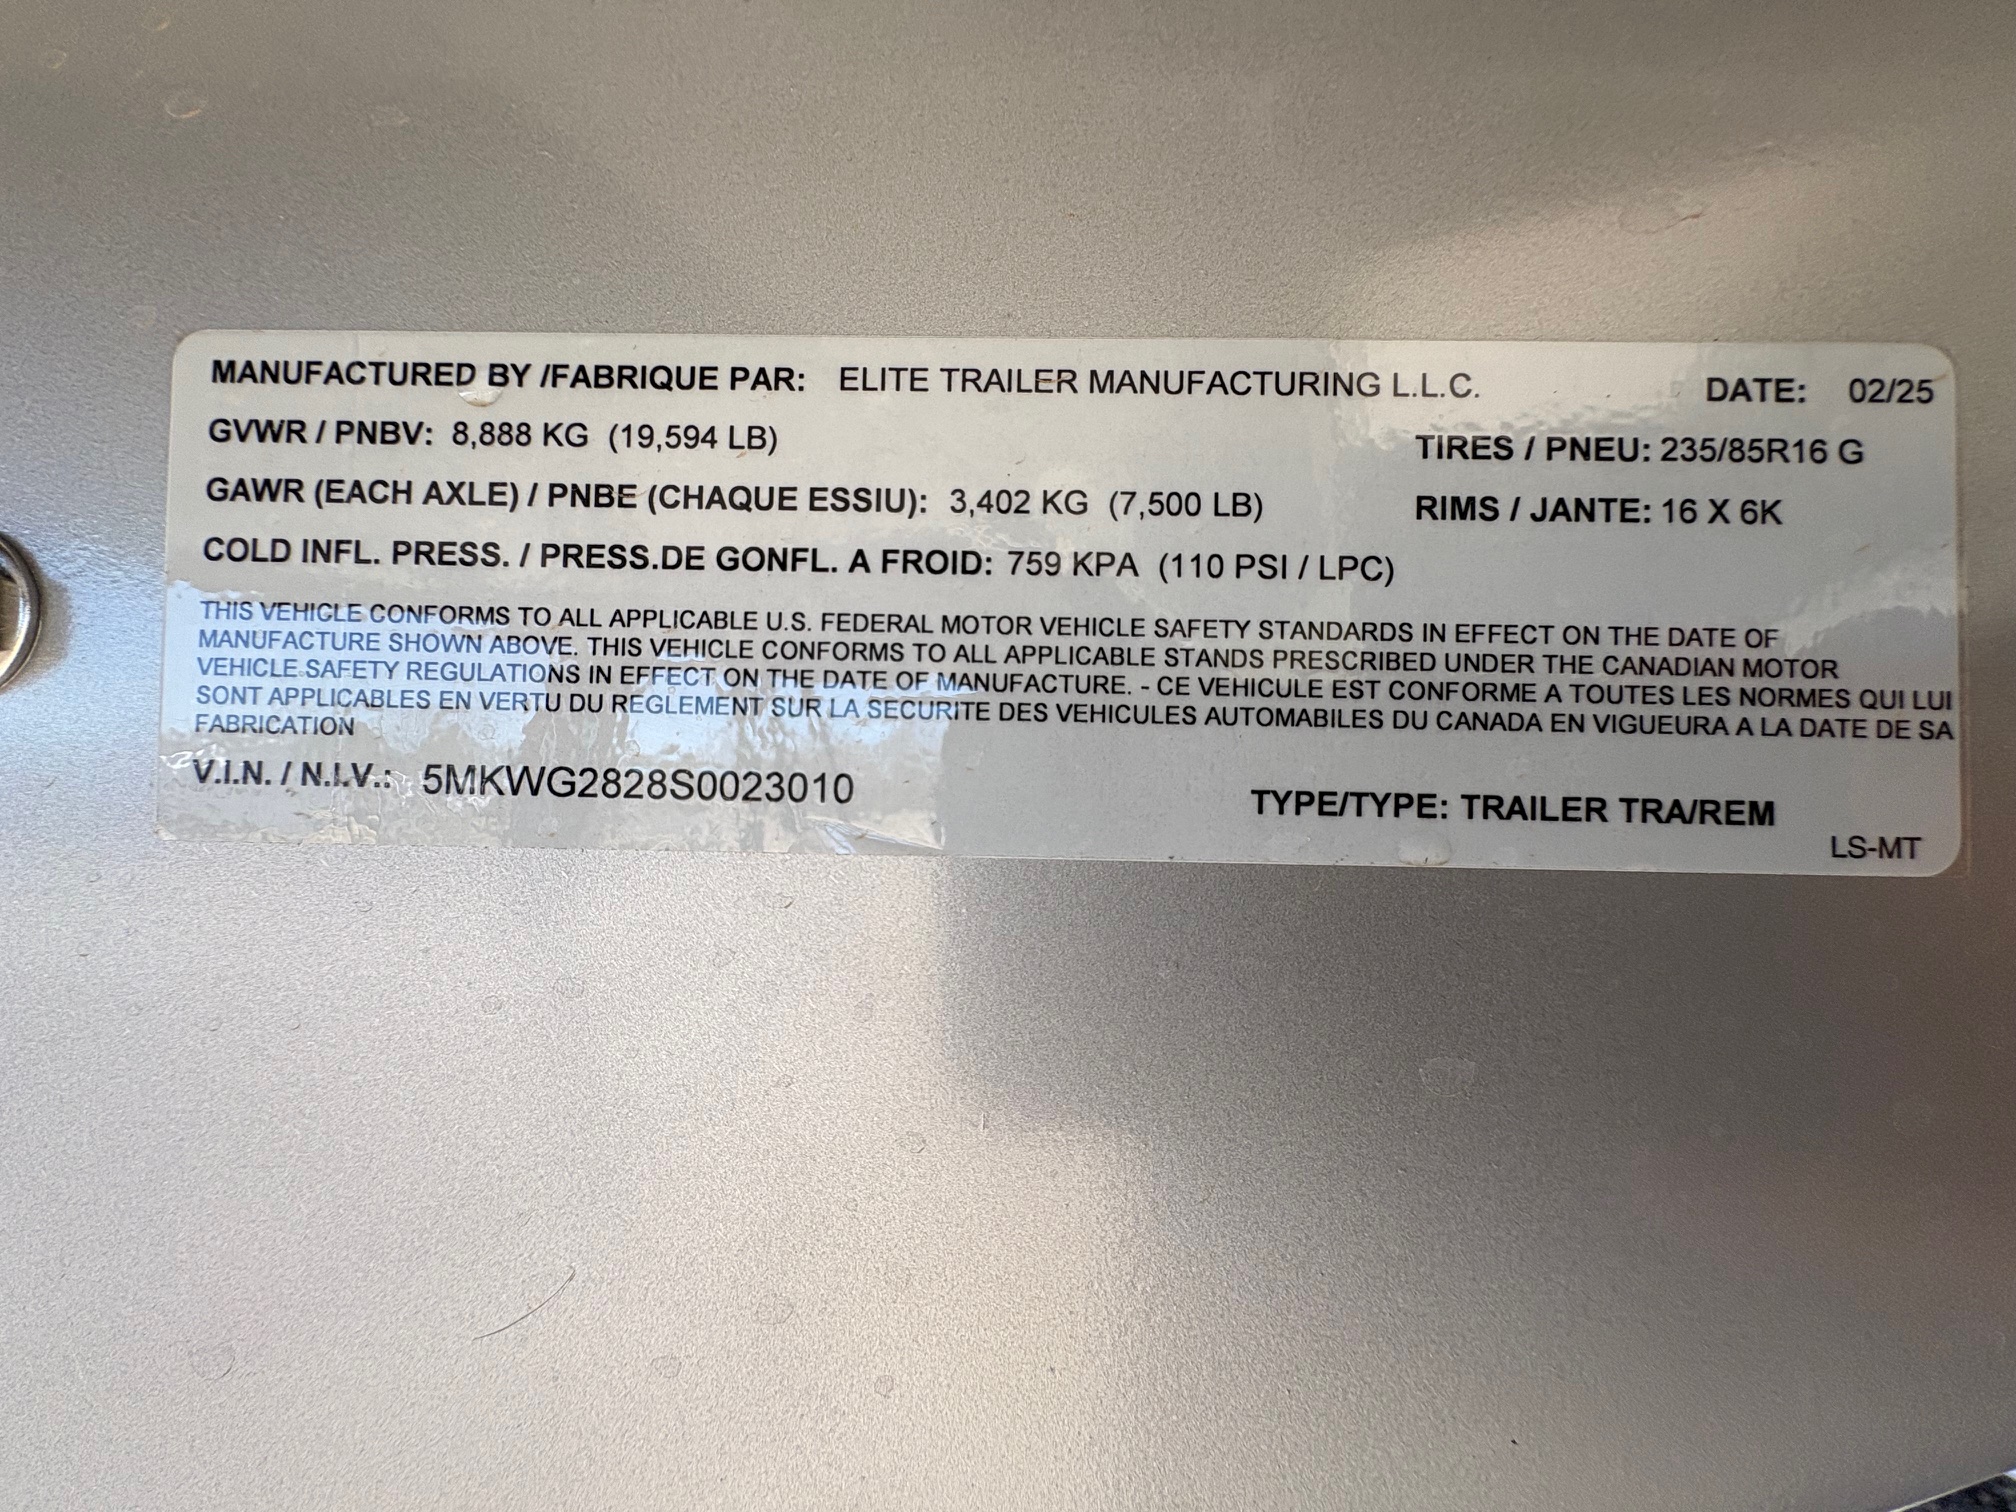 MANUFACTURED BY /FABRIQUE PAR: ELITE TRAILER MANUFACTURING L.L.C. DATE: 02/25
GVWR / PNBV: 8,888 KG (19,594 LB) TIRES / PNEU: 235/85R16 G
GAWR (EACH AXLE) / PNBE (CHAQUE ESSIU): 3,402 KG (7,500 LB) RIMS / JANTE: 16 X 6K
COLD INFL. PRESS. / PRESS.DE GONFL. A FROID: 759 KPA (110 PSI / LPC)
THIS VEHICLE CONFORMS TO ALL APPLICABLE U.S. FEDERAL MOTOR VEHICLE SAFETY STANDARDS IN EFFECT ON THE DATE OF
MANUFACTURE SHOWN ABOVE. THIS VEHICLE CONFORMS TO ALL APPLICABLE STANDS PRESCRIBED UNDER THE CANADIAN MOTOR
VEHICLE SAFETY REGULATIONS IN EFFECT ON THE DATE OF MANUFACTURE. - CE VEHICULE EST CONFORME A TOUTES LES NORMES QUI LUI
SONT APPLICABLES EN VERTU DU REGLEMENT SUR LA SECURITE DES VEHICULES AUTOMABILES DU CANADA EN VIGUEURA A LA DATE DE SA
FABRICATION
V.I.N. / N.I.V.: 5MKWG2828S0023010 TYPE/TYPE: TRAILER TRA/REM
LS-MT